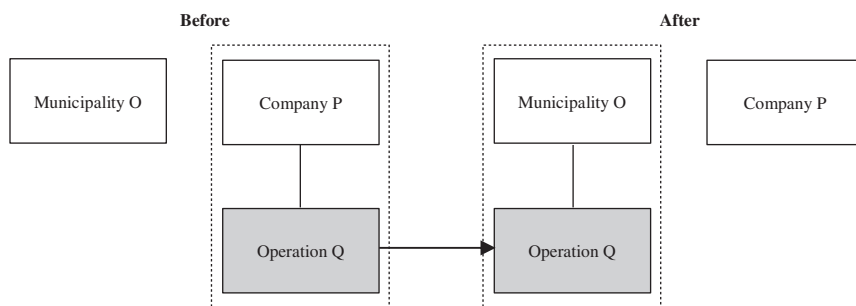 Before
After
Municipality O
Company P
Municipality O
Company P
Operation Q
Operation Q